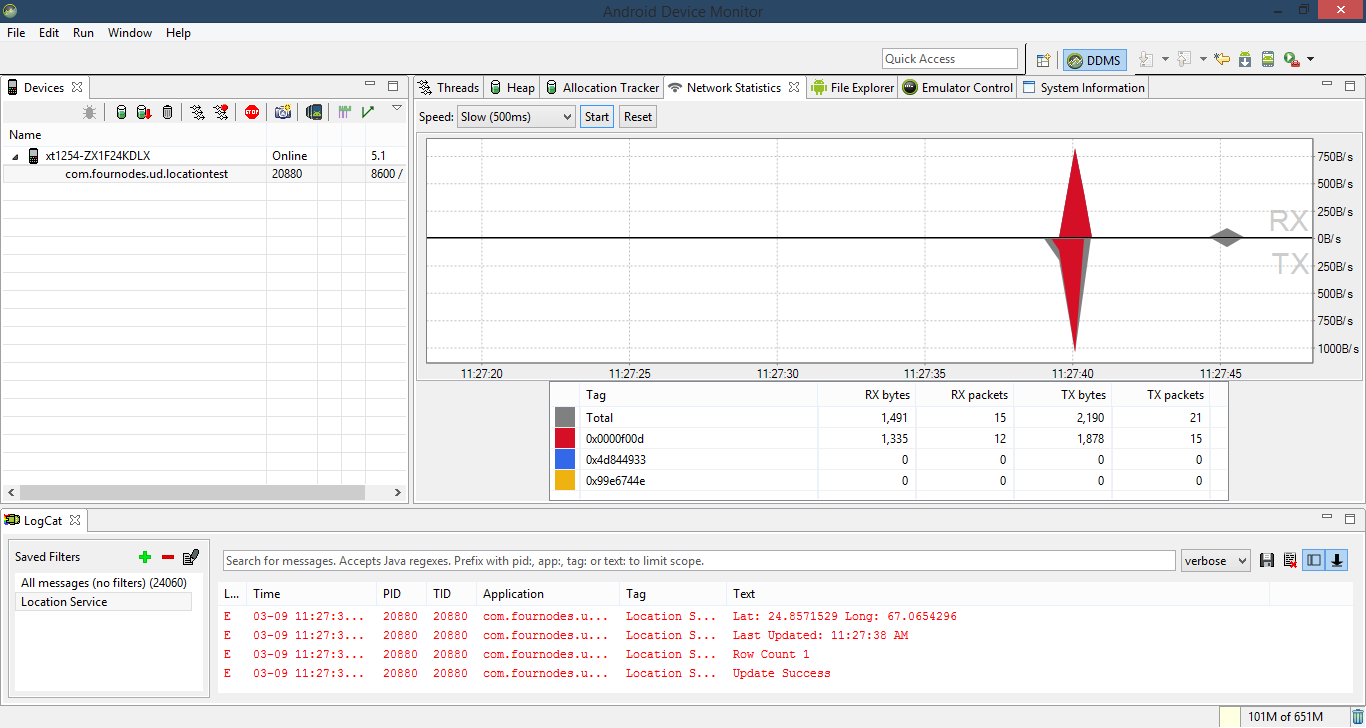 Android Device Monitor
File Edit Run Window Help
Quick Access
DDMS
Devices
Name
xt1254-ZX1F24KDLX Online 5.1
com.fournodes.ud.locationtest 20880 8600 /
Threads Heap Allocation Tracker Network Statistics File Explorer Emulator Control System Information
Speed: Slow (500ms) Start Reset
750B/s
500B/s
250B/s
RX
0B/s
TX
250B/s
500B/s
750B/s
1000B/s
11:27:20 11:27:25 11:27:30 11:27:35 11:27:40 11:27:45
Tag RX bytes RX packets TX bytes TX packets
Total 1,491 15 2,190 21
0x0000f00d 1,335 12 1,878 15
0x4d844933 0 0 0 0
0x99e6744e 0 0 0 0
LogCat
Saved Filters
All messages (no filters) (24060)
Location Service
Search for messages. Accepts Java regexes. Prefix with pid:, app:, tag: or text: to limit scope.
verbose
L... Time PID TID Application Tag Text
E 03-09 11:27:3... 20880 20880 com.fournodes.u... Location S... Lat: 24.8571529 Long: 67.0654296
E 03-09 11:27:3... 20880 20880 com.fournodes.u... Location S... Last Updated: 11:27:38 AM
E 03-09 11:27:3... 20880 20880 com.fournodes.u... Location S... Row Count 1
E 03-09 11:27:3... 20880 20880 com.fournodes.u... Location S... Update Success
101M of 651M